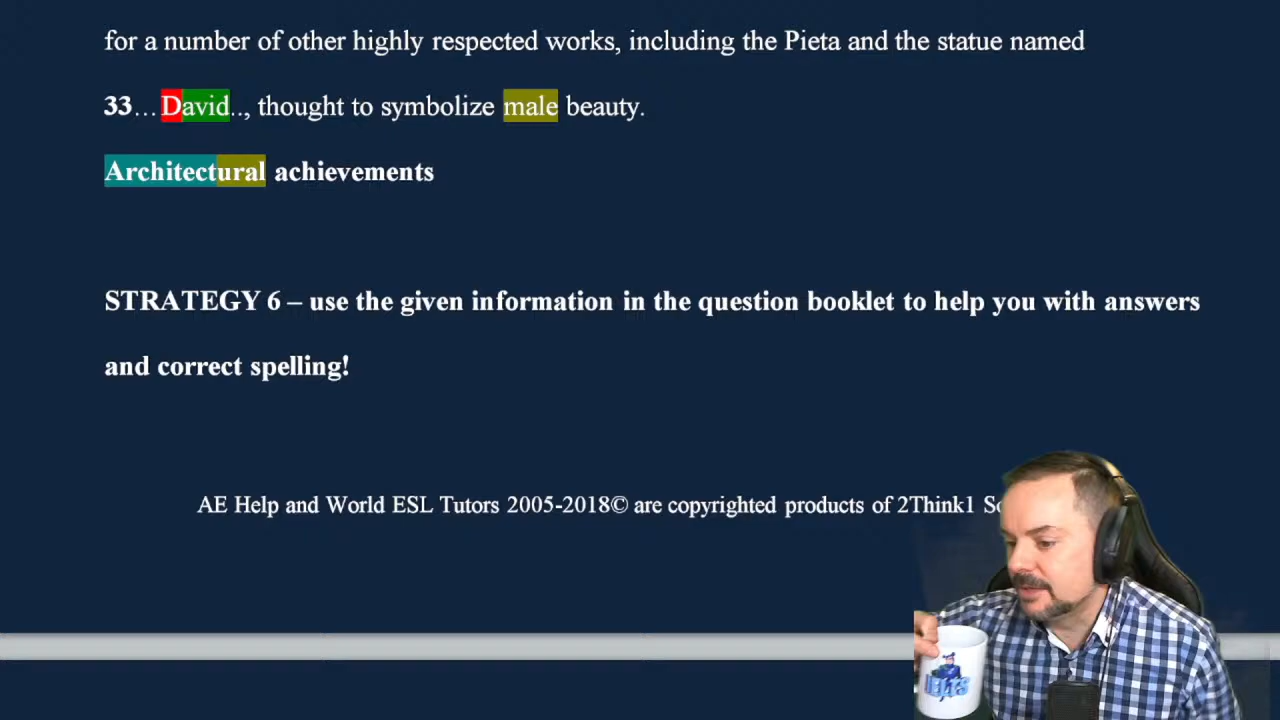 for a number of other highly respected works, including the Pieta and the statue named
33…David.., thought to symbolize male beauty.
Architectural achievements
STRATEGY 6 – use the given information in the question booklet to help you with answers
and correct spelling!
AE Help and World ESL Tutors 2005-2018© are copyrighted products of 2Think1
IELTS